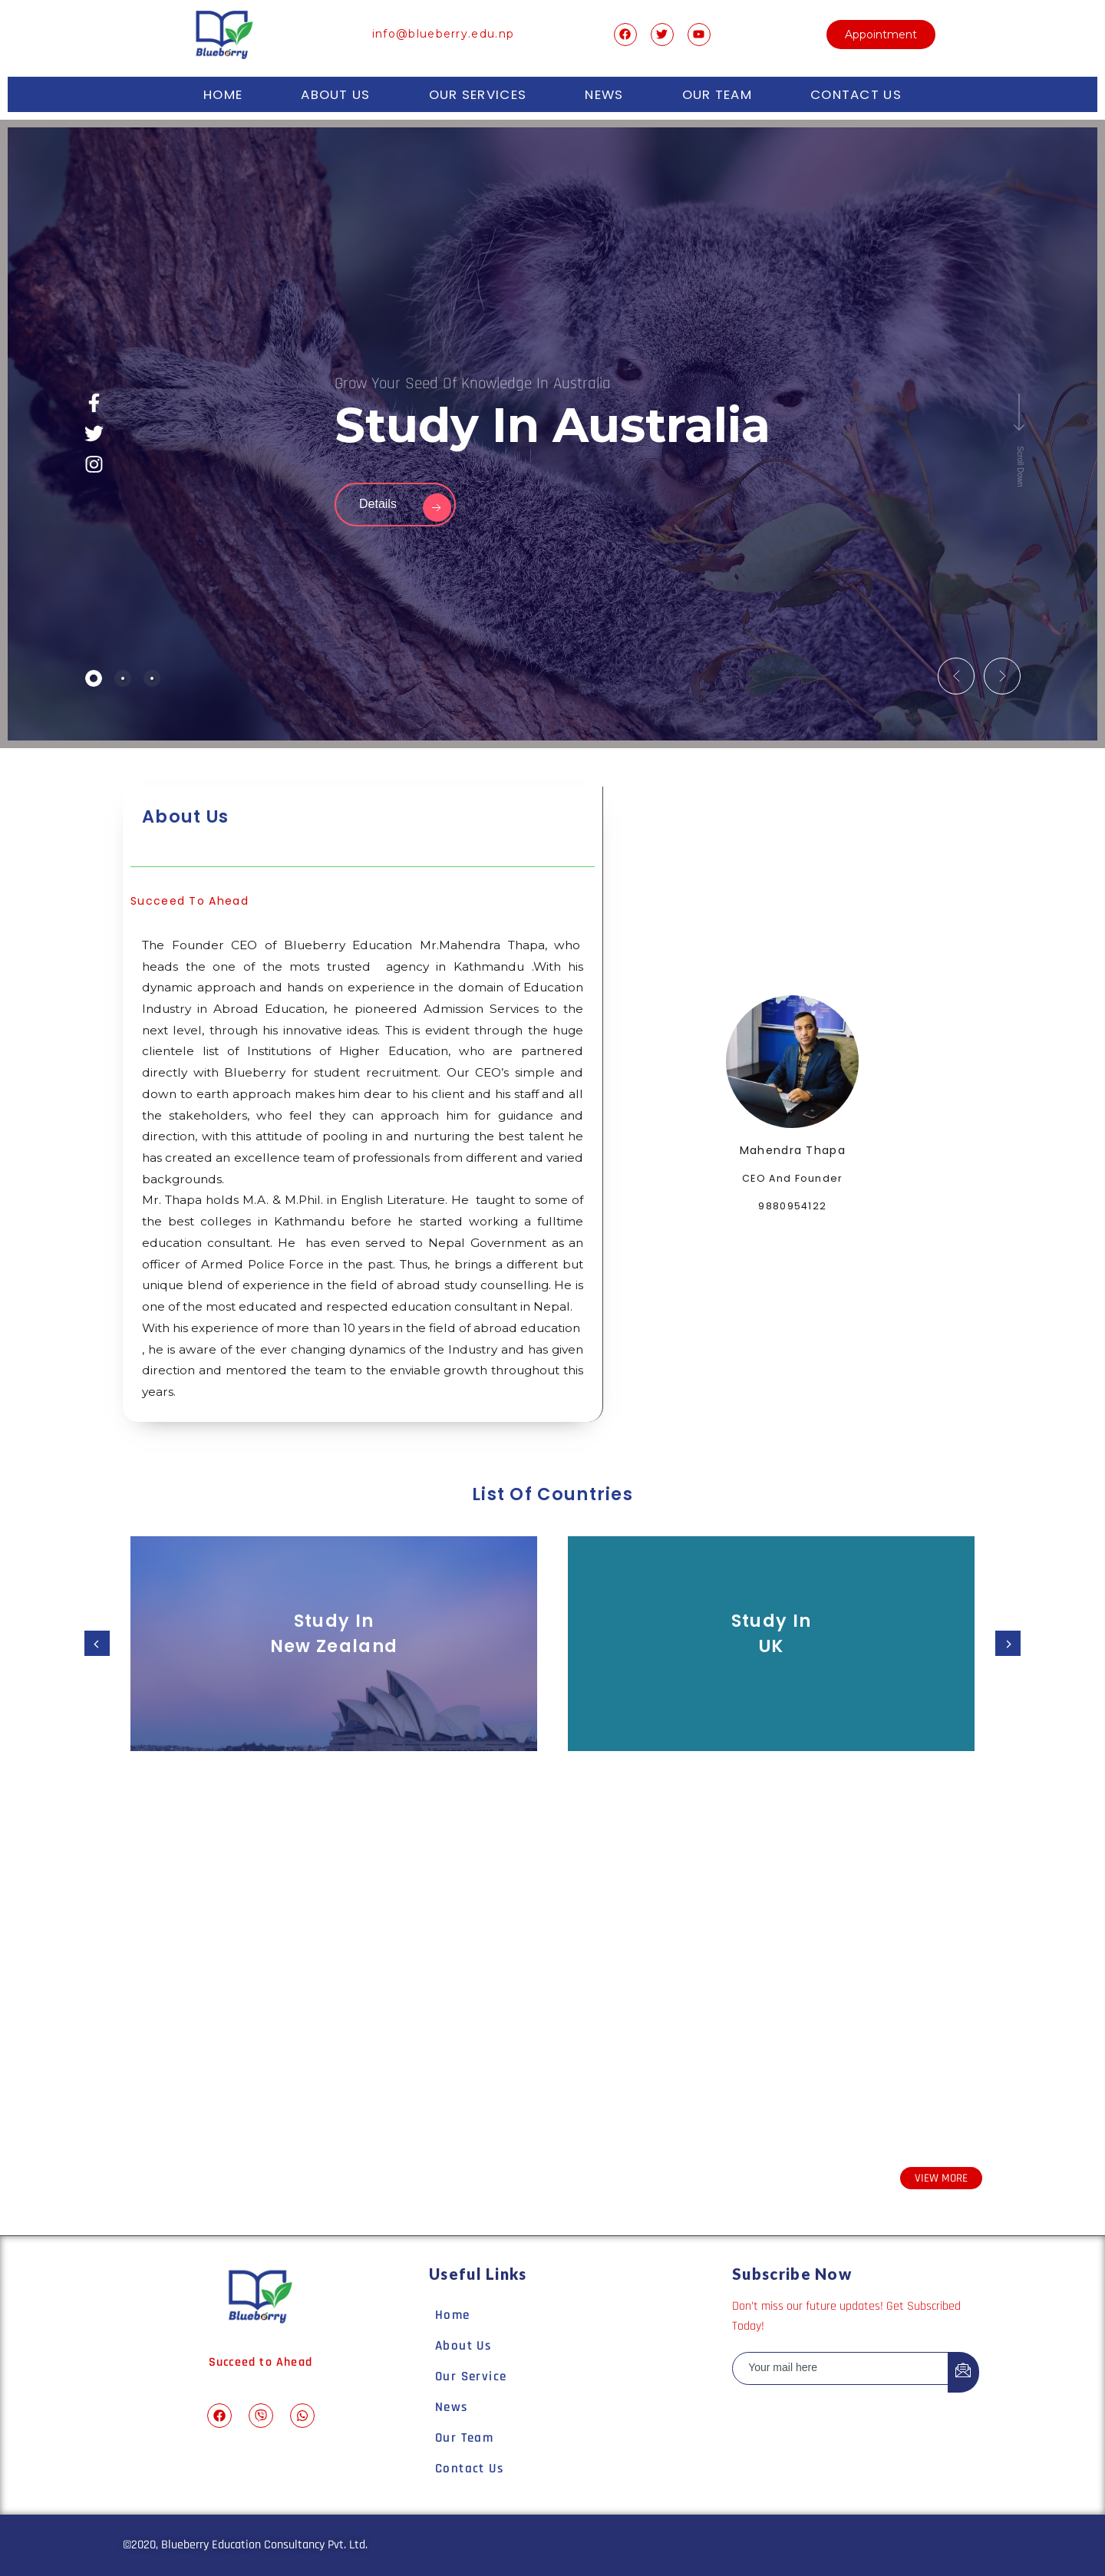 Blueberry
info@blueberry.edu.np
Appointment
HOME
ABOUT US
OUR SERVICES
NEWS
OUR TEAM
CONTACT US
Grow Your Seed Of Knowledge In Australia
Study In Australia
Details
Scroll Down
About Us
Succeed To Ahead
The Founder CEO of Blueberry Education Mr.Mahendra Thapa, who
heads the one of the mots trusted agency in Kathmandu .With his
dynamic approach and hands on experience in the domain of Education
Industry in Abroad Education, he pioneered Admission Services to the
next level, through his innovative ideas. This is evident through the huge
clientele list of Institutions of Higher Education, who are partnered
directly with Blueberry for student recruitment. Our CEO's simple and
down to earth approach makes him dear to his client and his staff and all
the stakeholders, who feel they can approach him for guidance and
direction, with this attitude of pooling in and nurturing the best talent he
has created an excellence team of professionals from different and varied
backgrounds.
Mr. Thapa holds M.A. & M.Phil. in English Literature. He taught to some of
the best colleges in Kathmandu before he started working a fulltime
education consultant. He has even served to Nepal Government as an
officer of Armed Police Force in the past. Thus, he brings a different but
unique blend of experience in the field of abroad study counselling. He is
one of the most educated and respected education consultant in Nepal.
With his experience of more than 10 years in the field of abroad education
, he is aware of the ever changing dynamics of the Industry and has given
direction and mentored the team to the enviable growth throughout this
years.
Mahendra Thapa
CEO And Founder
9880954122
List Of Countries
Study In
New Zealand
Study In
UK
VIEW MORE
Blueberry
Succeed to Ahead
Useful Links
Home
About Us
Our Service
News
Our Team
Contact Us
Subscribe Now
Don't miss our future updates! Get Subscribed
Today!
Your mail here
©2020, Blueberry Education Consultancy Pvt. Ltd.